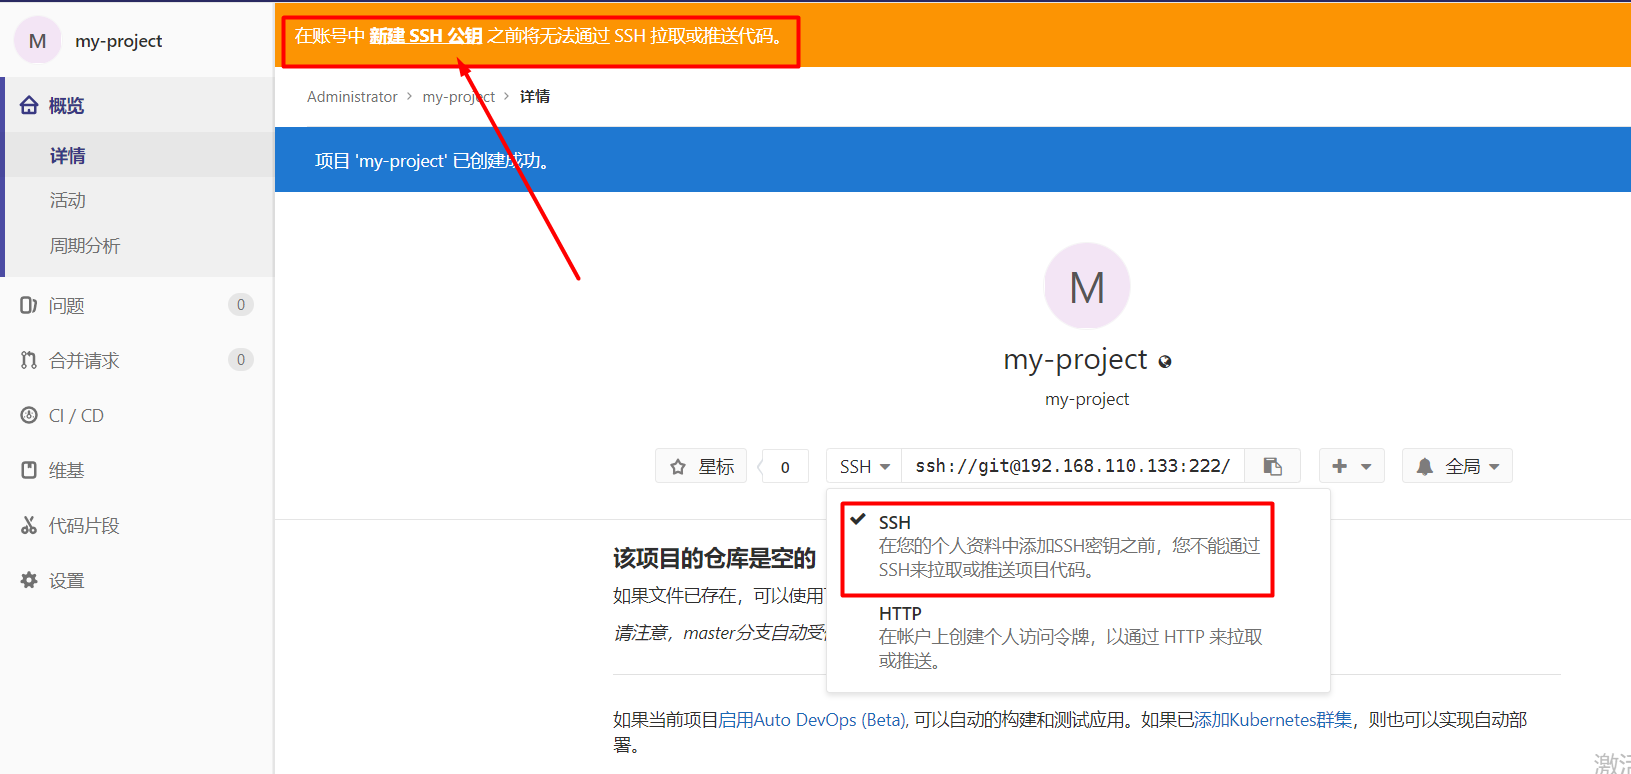 M my-project
概览
详情
活动
周期分析
问题 0
合并请求 0
CI / CD
维基
代码片段
设置
在账号中 新建 SSH 公钥 之前将无法通过 SSH 拉取或推送代码。
Administrator › my-project › 详情
项目 'my-project' 已创建成功。
M
my-project
my-project
星标 0 SSH ssh://git@192.168.110.133:222/ 全局
SSH
在您的个人资料中添加SSH密钥之前，您不能通过
SSH来拉取或推送项目代码。
HTTP
在帐户上创建个人访问令牌，以通过 HTTP 来拉取
或推送。
该项目的仓库是空的
如果文件已存在，可以使用
请注意，master分支自动受
如果当前项目启用Auto DevOps (Beta), 可以自动的构建和测试应用。如果已添加Kubernetes群集，则也可以实现自动部
署。
激